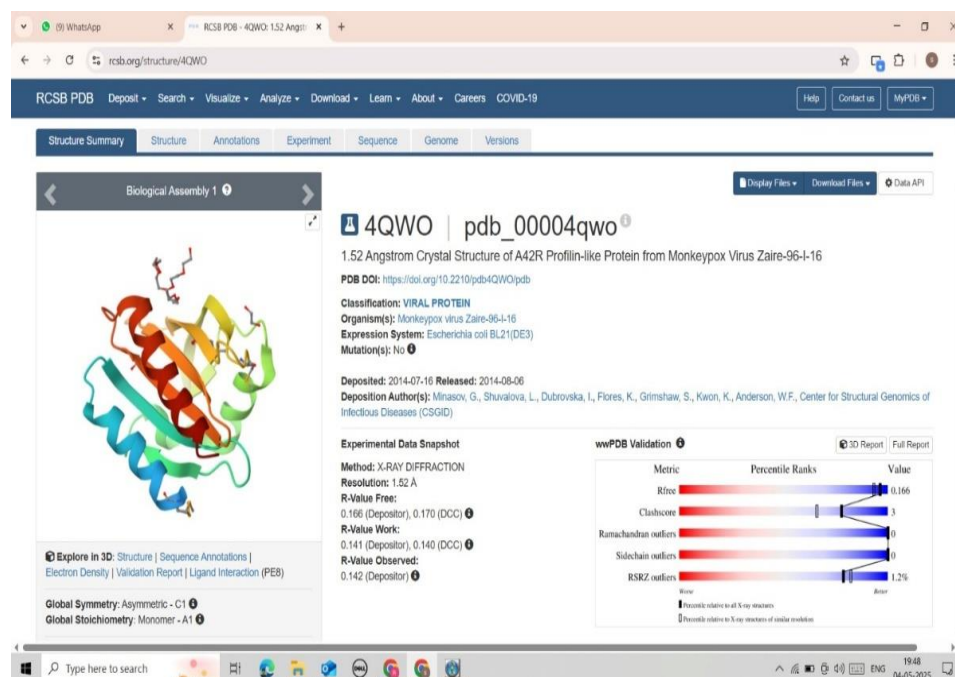 (9) WhatsApp
RCSB PDB - 4QWO: 1.52 Angst
rcsb.org/structure/4QWO
RCSB PDB Deposit Search Visualize Analyze Download Learn About Careers COVID-19
Help Contact us MyPDB
Structure Summary Structure Annotations Experiment Sequence Genome Versions
Biological Assembly 1
Display Files Download Files Data API
4QWO | pdb_00004qwo
1.52 Angstrom Crystal Structure of A42R Profilin-like Protein from Monkeypox Virus Zaire-96-I-16
PDB DOI: https://doi.org/10.2210/pdb4QWO/pdb
Classification: VIRAL PROTEIN
Organism(s): Monkeypox virus Zaire-96-I-16
Expression System: Escherichia coli BL21(DE3)
Mutation(s): No
Deposited: 2014-07-16 Released: 2014-08-06
Deposition Author(s): Minasov, G., Shuvalova, L., Dubrovska, I., Flores, K., Grimshaw, S., Kwon, K., Anderson, W.F., Center for Structural Genomics of
Infectious Diseases (CSGID)
Experimental Data Snapshot
Method: X-RAY DIFFRACTION
Resolution: 1.52 Å
R-Value Free:
0.166 (Depositor), 0.170 (DCC)
R-Value Work:
0.141 (Depositor), 0.140 (DCC)
R-Value Observed:
0.142 (Depositor)
wwPDB Validation
3D Report Full Report
Metric Percentile Ranks Value
Rfree 0.166
Clashscore 3
Ramachandran outliers 0
Sidechain outliers 0
RSRZ outliers 1.2%
Worse Better
Percentile relative to all X-ray structures
Percentile relative to X-ray structures of similar resolution
Explore in 3D: Structure | Sequence Annotations |
Electron Density | Validation Report | Ligand Interaction (PE8)
Global Symmetry: Asymmetric - C1
Global Stoichiometry: Monomer - A1
Type here to search
DELL
ENG
19:48
04-05-2025